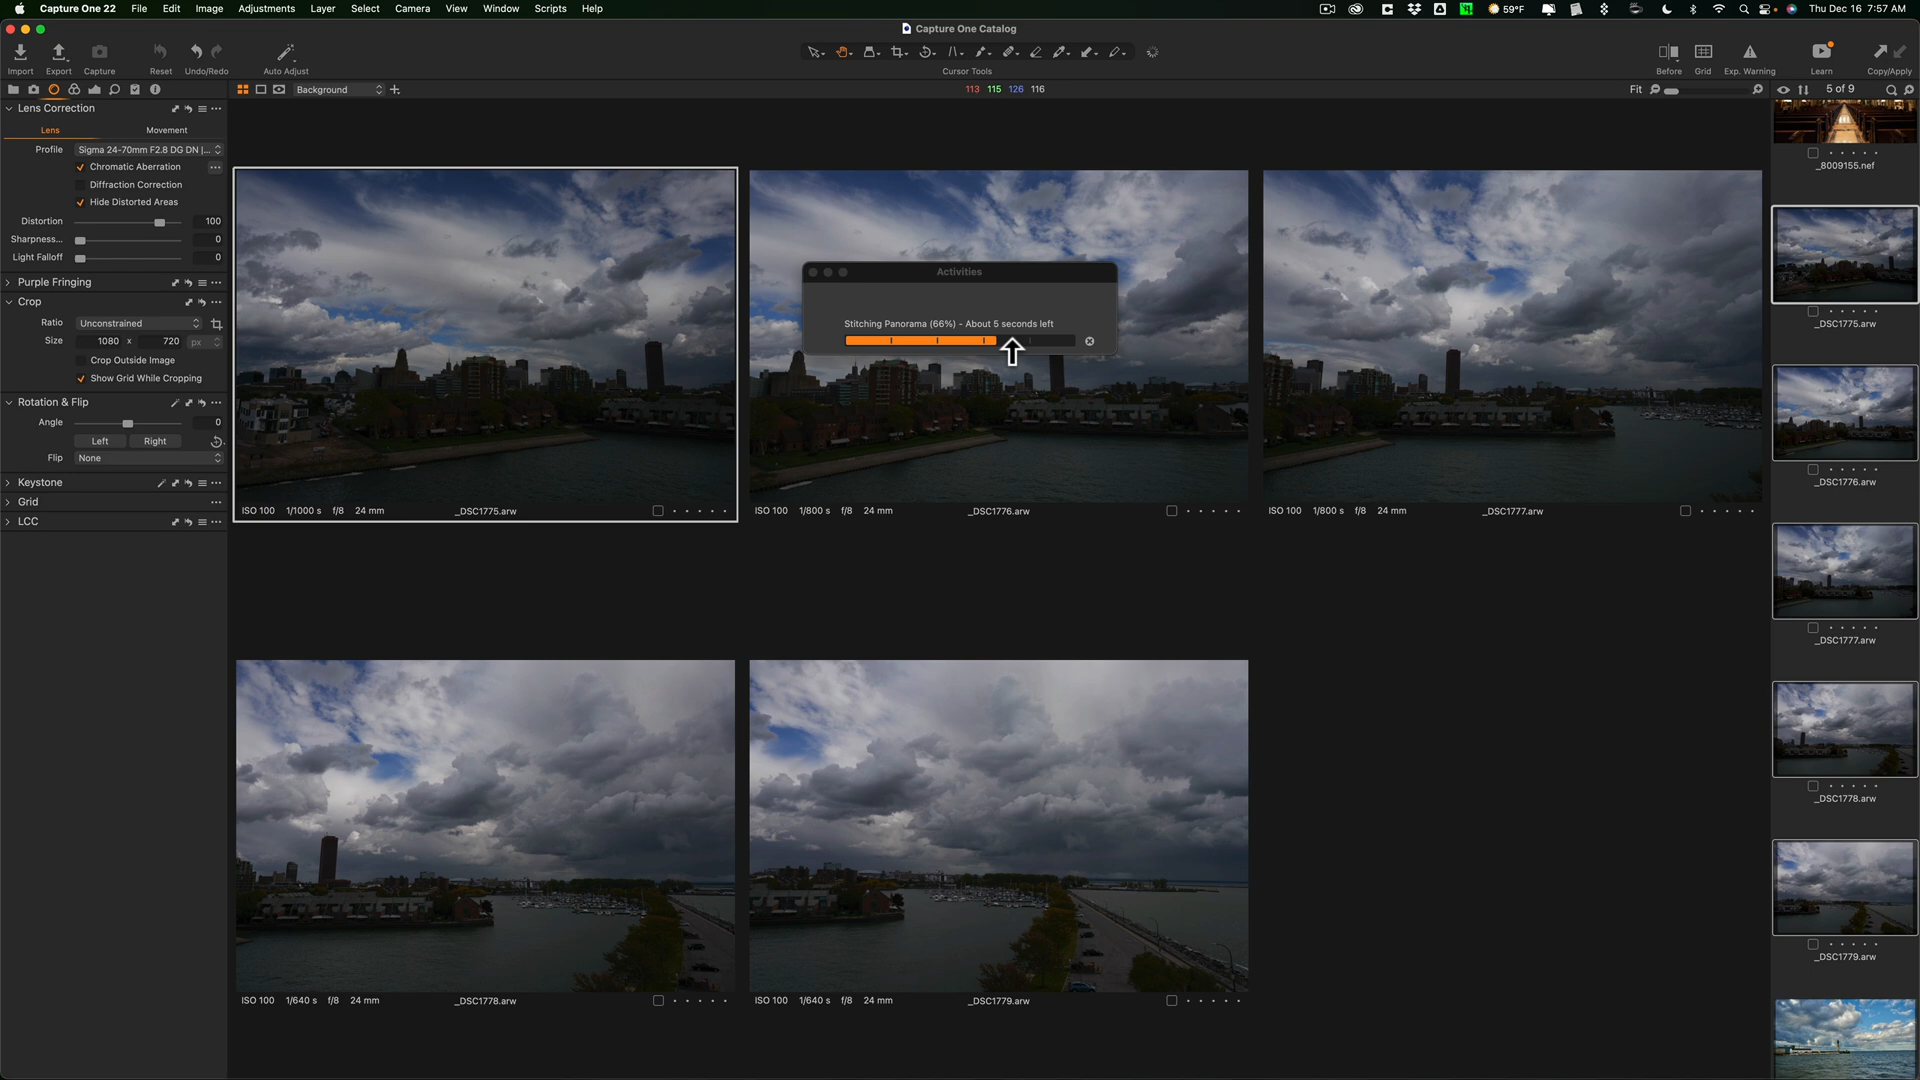 Capture One 22 File Edit Image Adjustments Layer Select Camera View Window Scripts Help 59°F Thu Dec 16 7:57 AM
Capture One Catalog
Import Export Capture Reset Undo/Redo Auto Adjust Cursor Tools Before Grid Exp. Warning Learn Copy/Apply
Background 113 115 126 116 Fit 5 of 9
Lens Correction
Lens Movement
Profile Sigma 24-70mm F2.8 DG DN |...
Chromatic Aberration
Diffraction Correction
Hide Distorted Areas
Distortion 100
Sharpness... 0
Light Falloff 0
Purple Fringing
Crop
Ratio Unconstrained
Size 1080 x 720 px
Crop Outside Image
Show Grid While Cropping
Rotation & Flip
Angle 0
Left Right
Flip None
Keystone
Grid
LCC
Activities
Stitching Panorama (66%) - About 5 seconds left
ISO 100 1/1000 s f/8 24 mm _DSC1775.arw
ISO 100 1/800 s f/8 24 mm _DSC1776.arw
ISO 100 1/800 s f/8 24 mm _DSC1777.arw
ISO 100 1/640 s f/8 24 mm _DSC1778.arw
ISO 100 1/640 s f/8 24 mm _DSC1779.arw
_8009155.nef
_DSC1775.arw
_DSC1776.arw
_DSC1777.arw
_DSC1778.arw
_DSC1779.arw